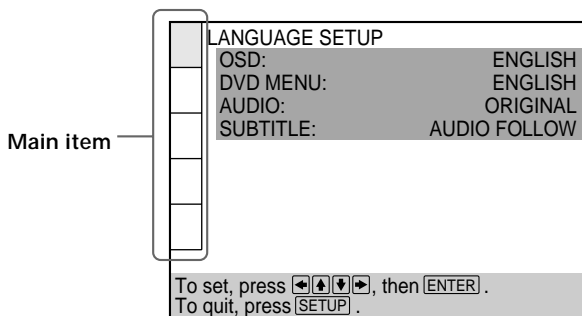 LANGUAGE SETUP
OSD: ENGLISH
DVD MENU: ENGLISH
AUDIO: ORIGINAL
SUBTITLE: AUDIO FOLLOW
Main item
To set, press ←↑↓→, then ENTER .
To quit, press SETUP .